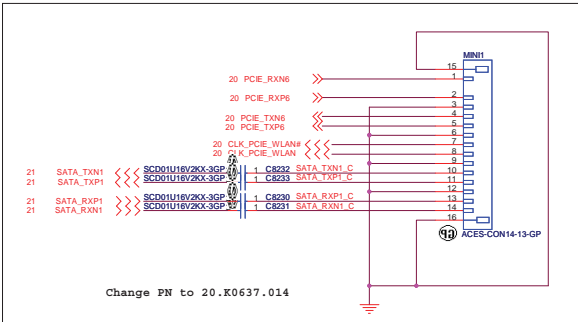 MINI1
15
20 PCIE_RXN6 1
20 PCIE_RXP6 2
3
20 PCIE_TXN6 4
20 PCIE_TXP6 5
6
20 CLK_PCIE_WLAN# 7
20 CLK_PCIE_WLAN 8
9
21 SATA_TXN1 SCD01U16V2KX-3GP 1 C8232 SATA_TXN1_C 10
21 SATA_TXP1 SCD01U16V2KX-3GP 1 C8233 SATA_TXP1_C 11
12
21 SATA_RXP1 SCD01U16V2KX-3GP 1 C8230 SATA_RXP1_C 13
21 SATA_RXN1 SCD01U16V2KX-3GP 1 C8231 SATA_RXN1_C 14
16
ACES-CON14-13-GP
Change PN to 20.K0637.014